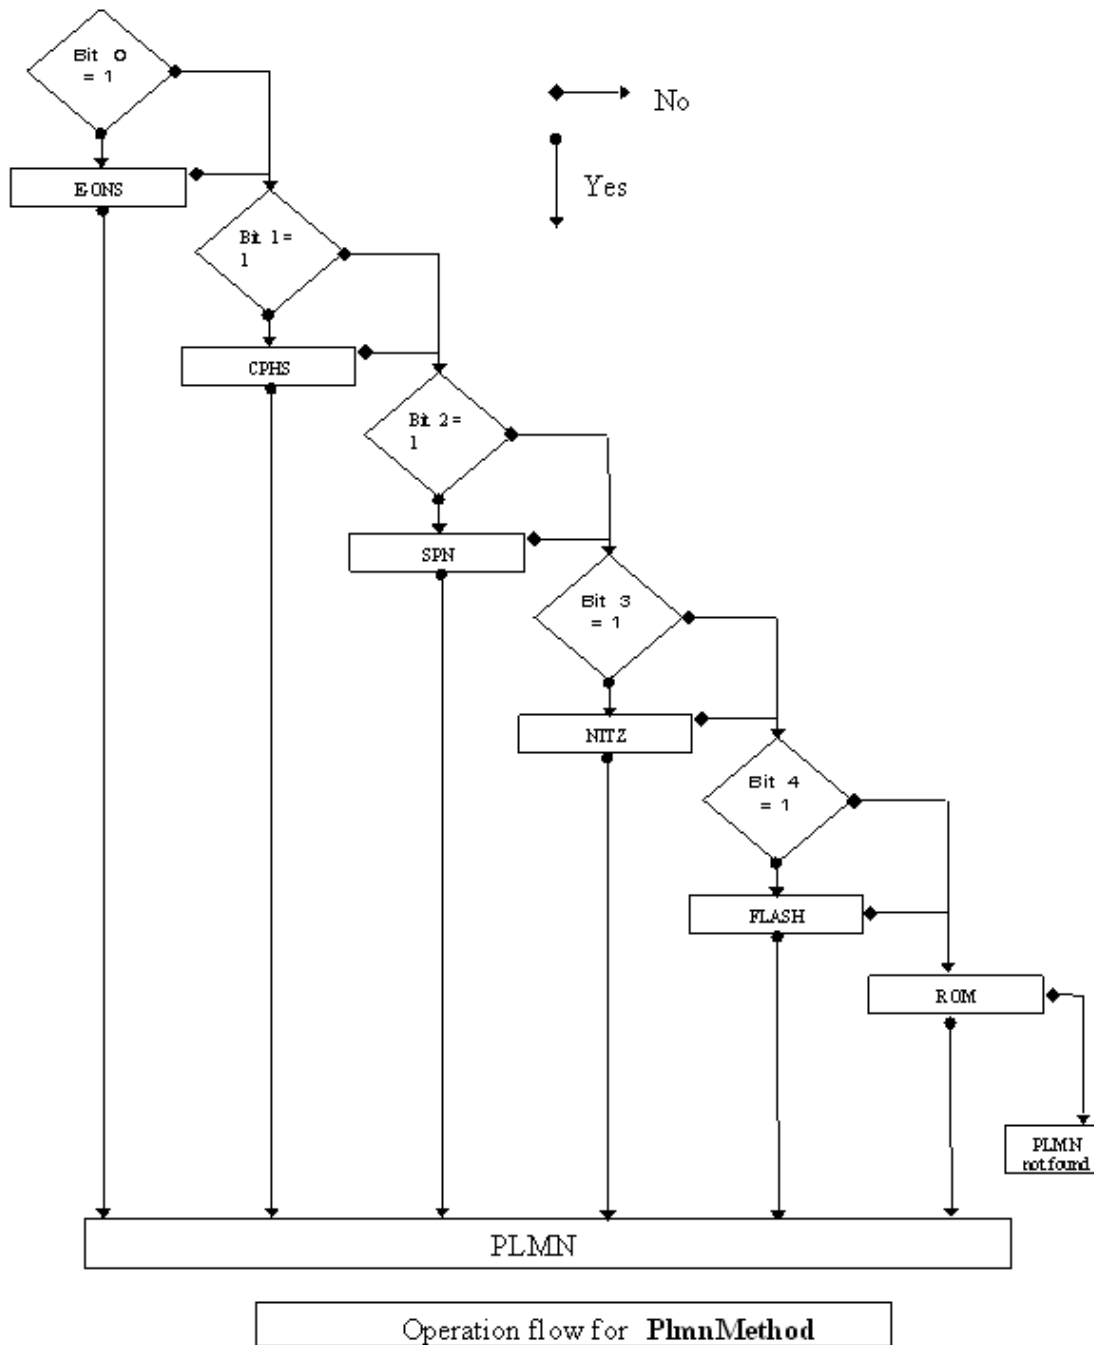 Bit 0
= 1
No
Yes
EONS
Bit 1=
1
CPHS
Bit 2=
1
SPN
Bit 3
= 1
NITZ
Bit 4
= 1
FLASH
ROM
PLMN
not found
PLMN
Operation flow for PlmnMethod